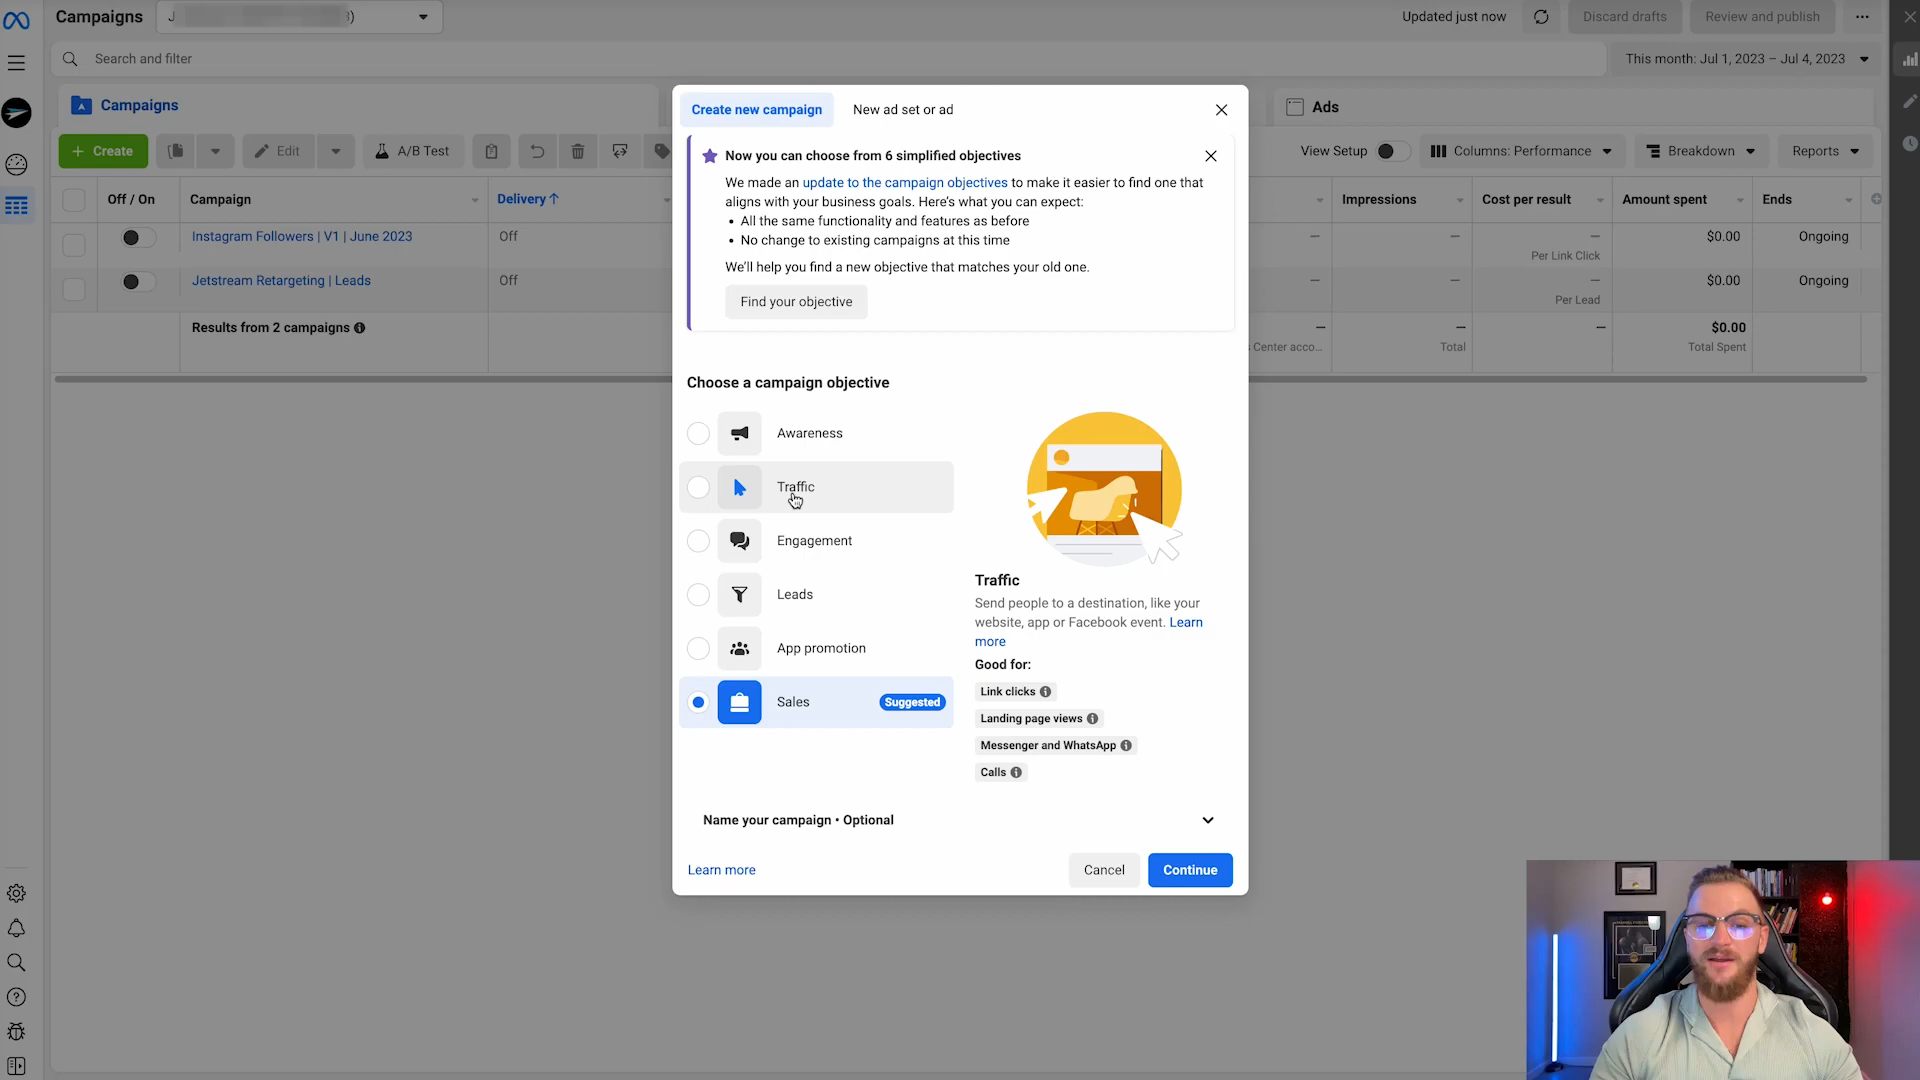 Campaigns
J
)
Updated just now
Discard drafts
Review and publish
Search and filter
This month: Jul 1, 2023 – Jul 4, 2023
Campaigns
Ads
+ Create
Edit
A/B Test
View Setup
Columns: Performance
Breakdown
Reports
Off / On
Campaign
Delivery ↑
Impressions
Cost per result
Amount spent
Ends
Instagram Followers | V1 | June 2023
Off
—
—
—
Per Link Click
$0.00
Ongoing
Jetstream Retargeting | Leads
Off
—
—
—
Per Lead
$0.00
Ongoing
Results from 2 campaigns
—
Center acco...
—
Total
—
$0.00
Total Spent
Create new campaign
New ad set or ad
Now you can choose from 6 simplified objectives
We made an update to the campaign objectives to make it easier to find one that
aligns with your business goals. Here's what you can expect:
• All the same functionality and features as before
• No change to existing campaigns at this time
We'll help you find a new objective that matches your old one.
Find your objective
Choose a campaign objective
Awareness
Traffic
Engagement
Leads
App promotion
Sales
Suggested
Traffic
Send people to a destination, like your
website, app or Facebook event. Learn
more
Good for:
Link clicks
Landing page views
Messenger and WhatsApp
Calls
Name your campaign • Optional
Learn more
Cancel
Continue